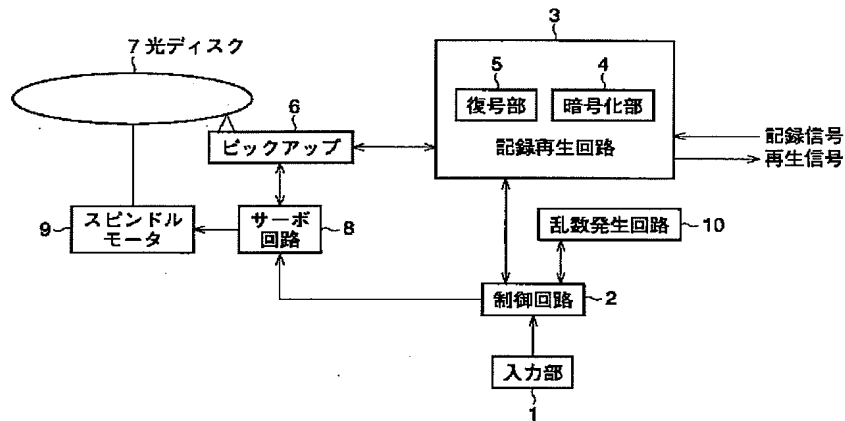 3
7 光ディスク
5
4
復号部
暗号化部
6
ピックアップ
記録再生回路
記録信号
再生信号
スピンドル
モータ
9
サーボ
回路
8
乱数発生回路
10
制御回路
2
入力部
1